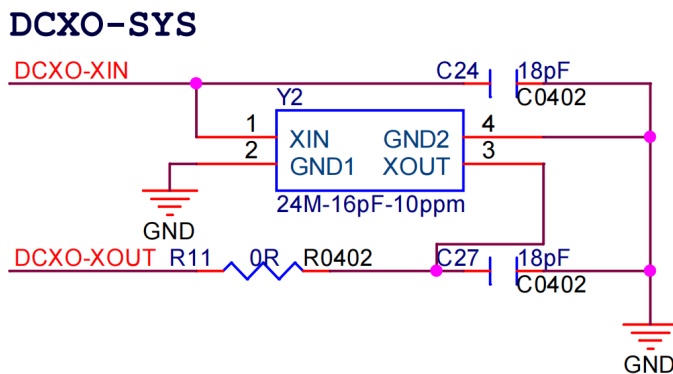 DCXO-SYS
DCXO-XIN
C24 18pF
C0402
Y2
1 XIN GND2 4
2 GND1 XOUT 3
24M-16pF-10ppm
GND
DCXO-XOUT R11 0R R0402 C27 18pF
C0402
GND